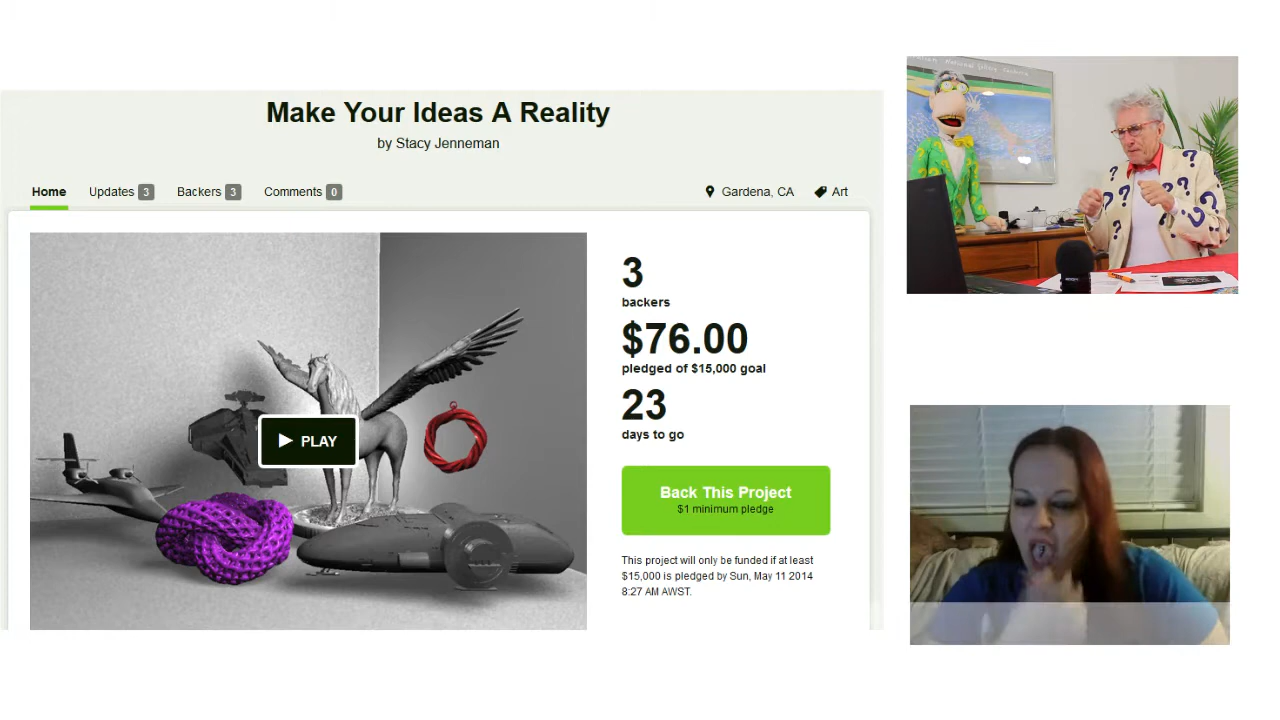 Make Your Ideas A Reality
by Stacy Jenneman
Home Updates 3 Backers 3 Comments 0
Gardena, CA Art
PLAY
3
backers
$76.00
pledged of $15,000 goal
23
days to go
Back This Project
$1 minimum pledge
This project will only be funded if at least
$15,000 is pledged by Sun, May 11 2014
8:27 AM AWST.